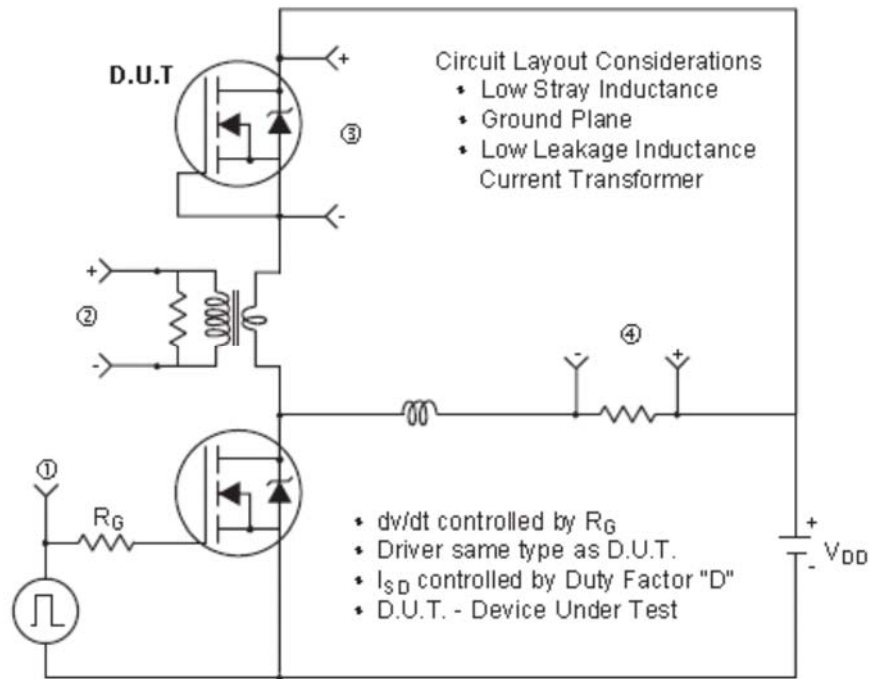 D.U.T
+
③
-
Circuit Layout Considerations
• Low Stray Inductance
• Ground Plane
• Low Leakage Inductance
Current Transformer
+
②
-
-
④
+
①
RG
• dv/dt controlled by RG
• Driver same type as D.U.T.
• ISD controlled by Duty Factor "D"
• D.U.T. - Device Under Test
+
-
VDD